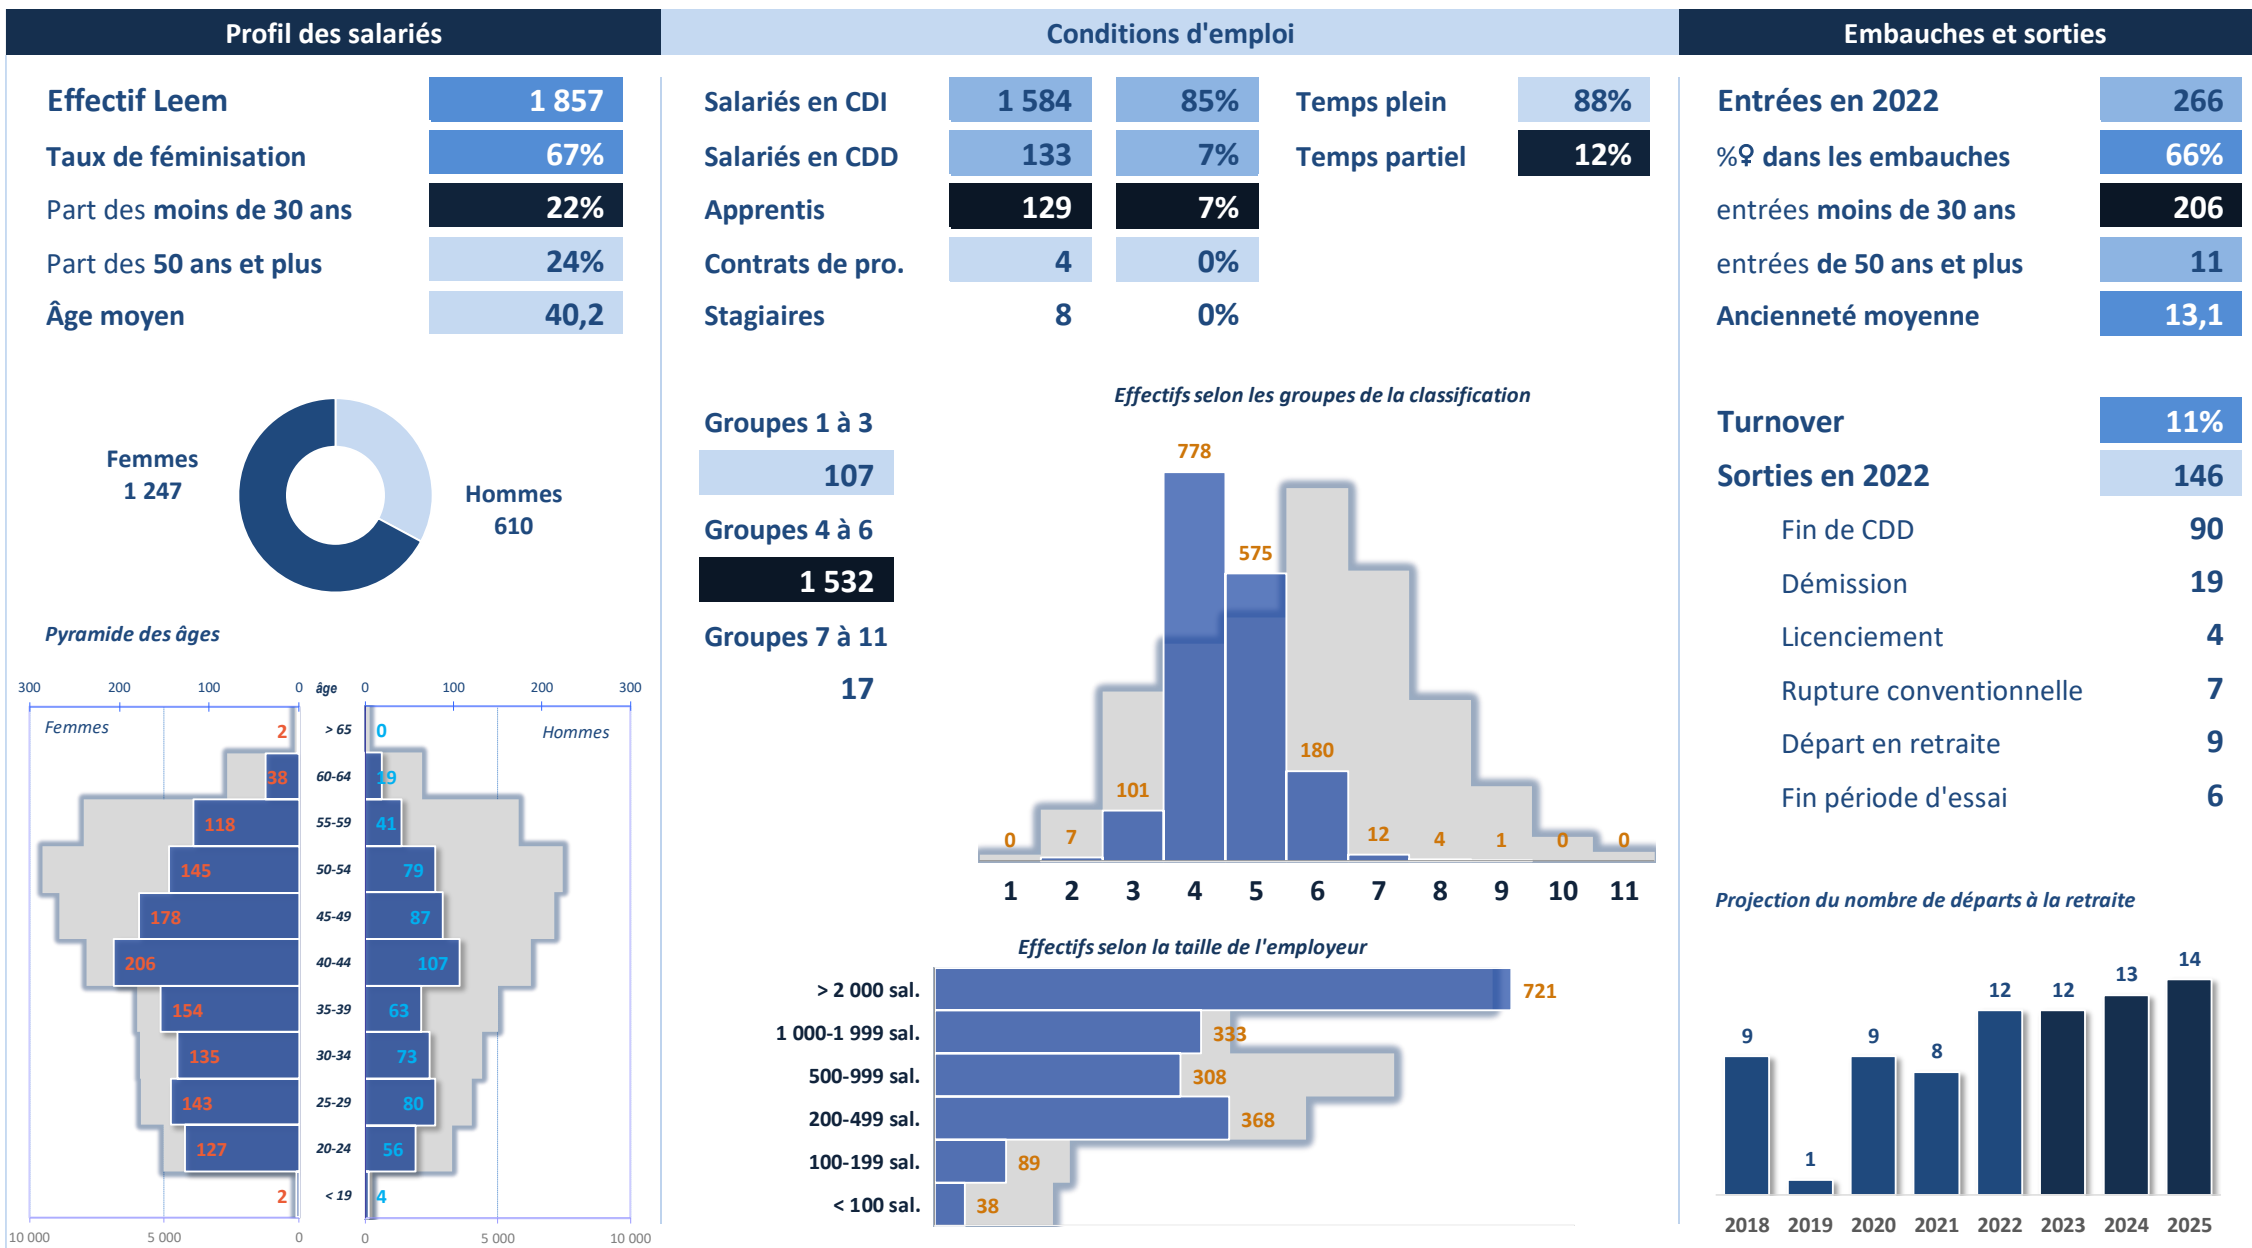 Profil des salariés
Effectif Leem 1 857
Taux de féminisation 67%
Part des moins de 30 ans 22%
Part des 50 ans et plus 24%
Âge moyen 40,2
Femmes
1 247
Hommes
610
Pyramide des âges
300 200 100 0 âge 0 100 200 300
Femmes Hommes
2 > 65 0
38 60-64 19
118 55-59 41
145 50-54 79
178 45-49 87
206 40-44 107
154 35-39 63
135 30-34 73
143 25-29 80
127 20-24 56
2 < 19 4
10 000 5 000 0 0 5 000 10 000
Conditions d'emploi
Salariés en CDI 1 584 85%
Salariés en CDD 133 7%
Apprentis 129 7%
Contrats de pro. 4 0%
Stagiaires 8 0%
Temps plein 88%
Temps partiel 12%
Groupes 1 à 3
107
Groupes 4 à 6
1 532
Groupes 7 à 11
17
Effectifs selon les groupes de la classification
0 7 101 778 575 180 12 4 1 0 0
1 2 3 4 5 6 7 8 9 10 11
Effectifs selon la taille de l'employeur
> 2 000 sal. 721
1 000-1 999 sal. 333
500-999 sal. 308
200-499 sal. 368
100-199 sal. 89
< 100 sal. 38
Embauches et sorties
Entrées en 2022 266
%♀ dans les embauches 66%
entrées moins de 30 ans 206
entrées de 50 ans et plus 11
Ancienneté moyenne 13,1
Turnover 11%
Sorties en 2022 146
Fin de CDD 90
Démission 19
Licenciement 4
Rupture conventionnelle 7
Départ en retraite 9
Fin période d'essai 6
Projection du nombre de départs à la retraite
9 1 9 8 12 12 13 14
2018 2019 2020 2021 2022 2023 2024 2025